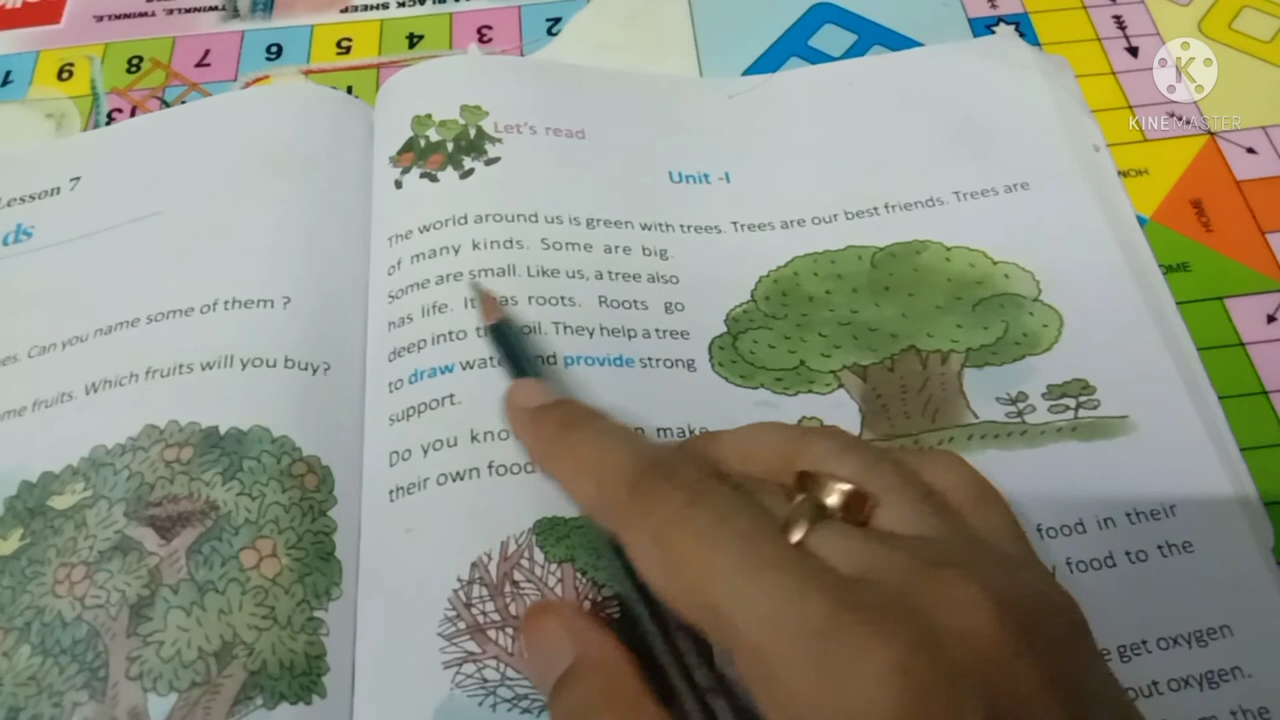 BLACK SHEEP
TWINKLE, TWINKLE
2
3
4
5
6
7
8
9
1
13
KINEMASTER
HOME
Lesson 7
ds
es. Can you name some of them ?
me fruits. Which fruits will you buy?
Let's read
Unit -I
The world around us is green with trees. Trees are our best friends. Trees are
of many kinds. Some are big.
Some are small. Like us, a tree also
has life. It has roots. Roots go
deep into the soil. They help a tree
to draw water and provide strong
support.
Do you make
their own food
food in their
food to the
get oxygen
out oxygen.
the